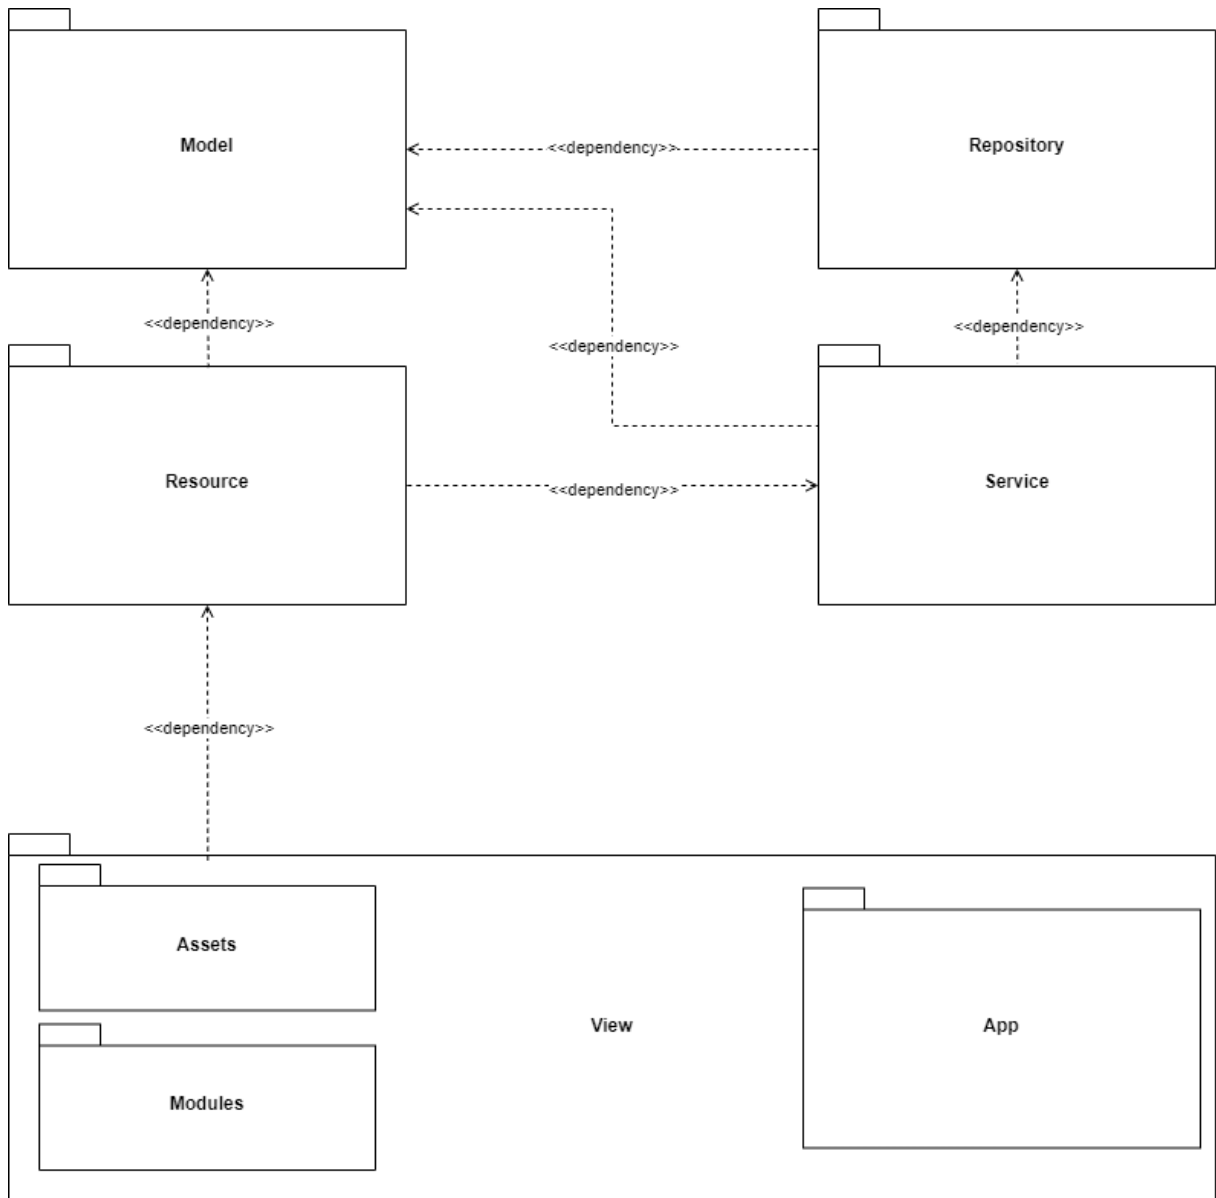 Model
<<dependency>>
Repository
<<dependency>>
<<dependency>>
<<dependency>>
Resource
<<dependency>>
Service
<<dependency>>
Assets
View
App
Modules